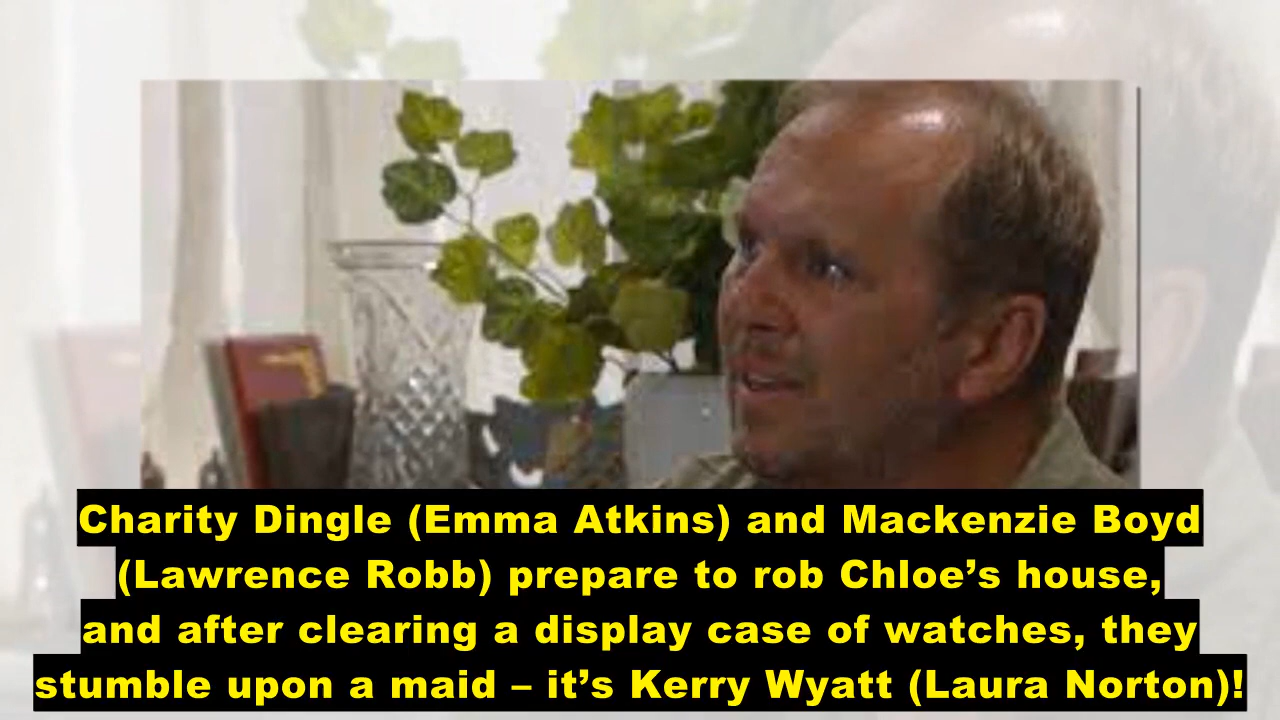 Charity Dingle (Emma Atkins) and Mackenzie Boyd
(Lawrence Robb) prepare to rob Chloe’s house,
and after clearing a display case of watches, they
stumble upon a maid – it’s Kerry Wyatt (Laura Norton)!